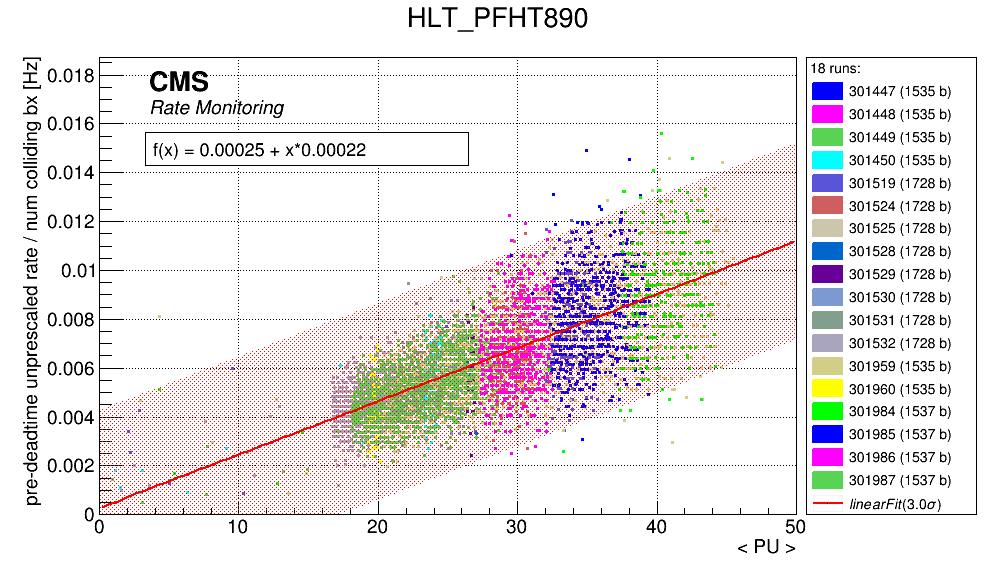 HLT_PFHT890
pre-deadtime unprescaled rate / num colliding bx [Hz]
0.018
0.016
0.014
0.012
0.01
0.008
0.006
0.004
0.002
0
CMS
Rate Monitoring
f(x) = 0.00025 + x*0.00022
0 10 20 30 40 50
< PU >
18 runs:
301447 (1535 b)
301448 (1535 b)
301449 (1535 b)
301450 (1535 b)
301519 (1728 b)
301524 (1728 b)
301525 (1728 b)
301528 (1728 b)
301529 (1728 b)
301530 (1728 b)
301531 (1728 b)
301532 (1728 b)
301959 (1535 b)
301960 (1535 b)
301984 (1537 b)
301985 (1537 b)
301986 (1537 b)
301987 (1537 b)
linearFit(3.0σ)